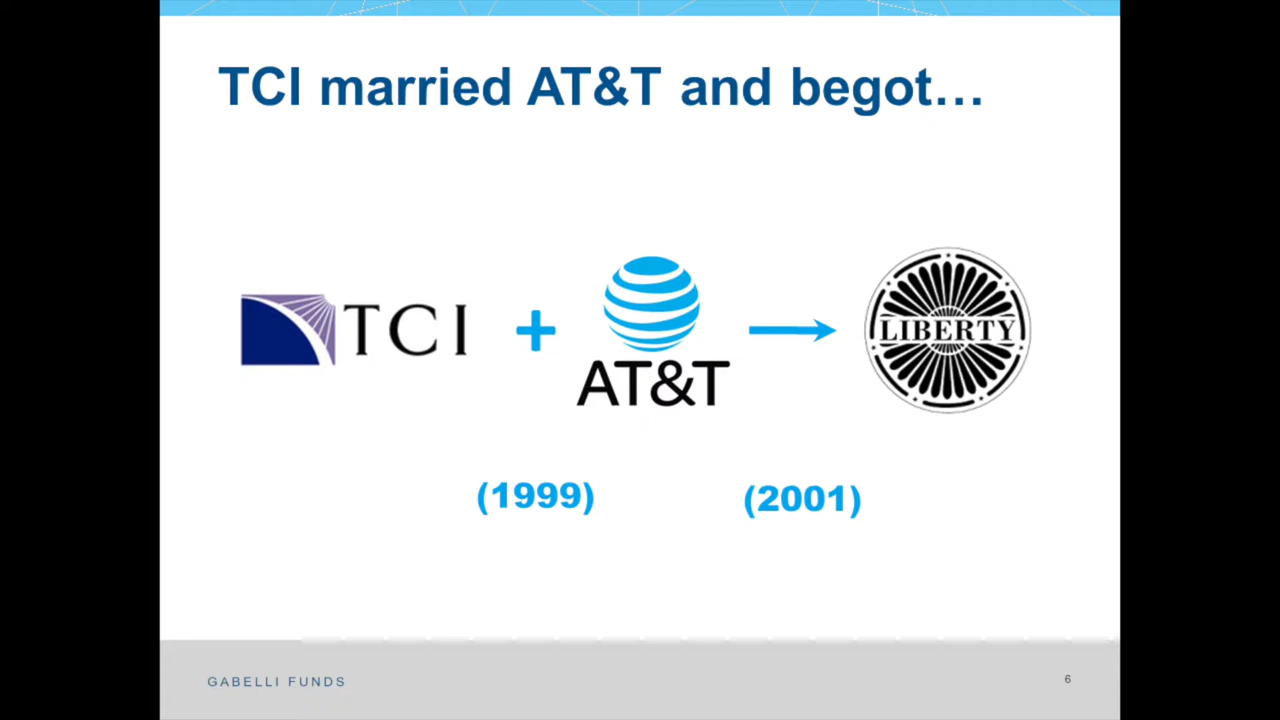 TCI married AT&T and begot…
TCI
+
AT&T
LIBERTY
(1999)
(2001)
GABELLI FUNDS
6